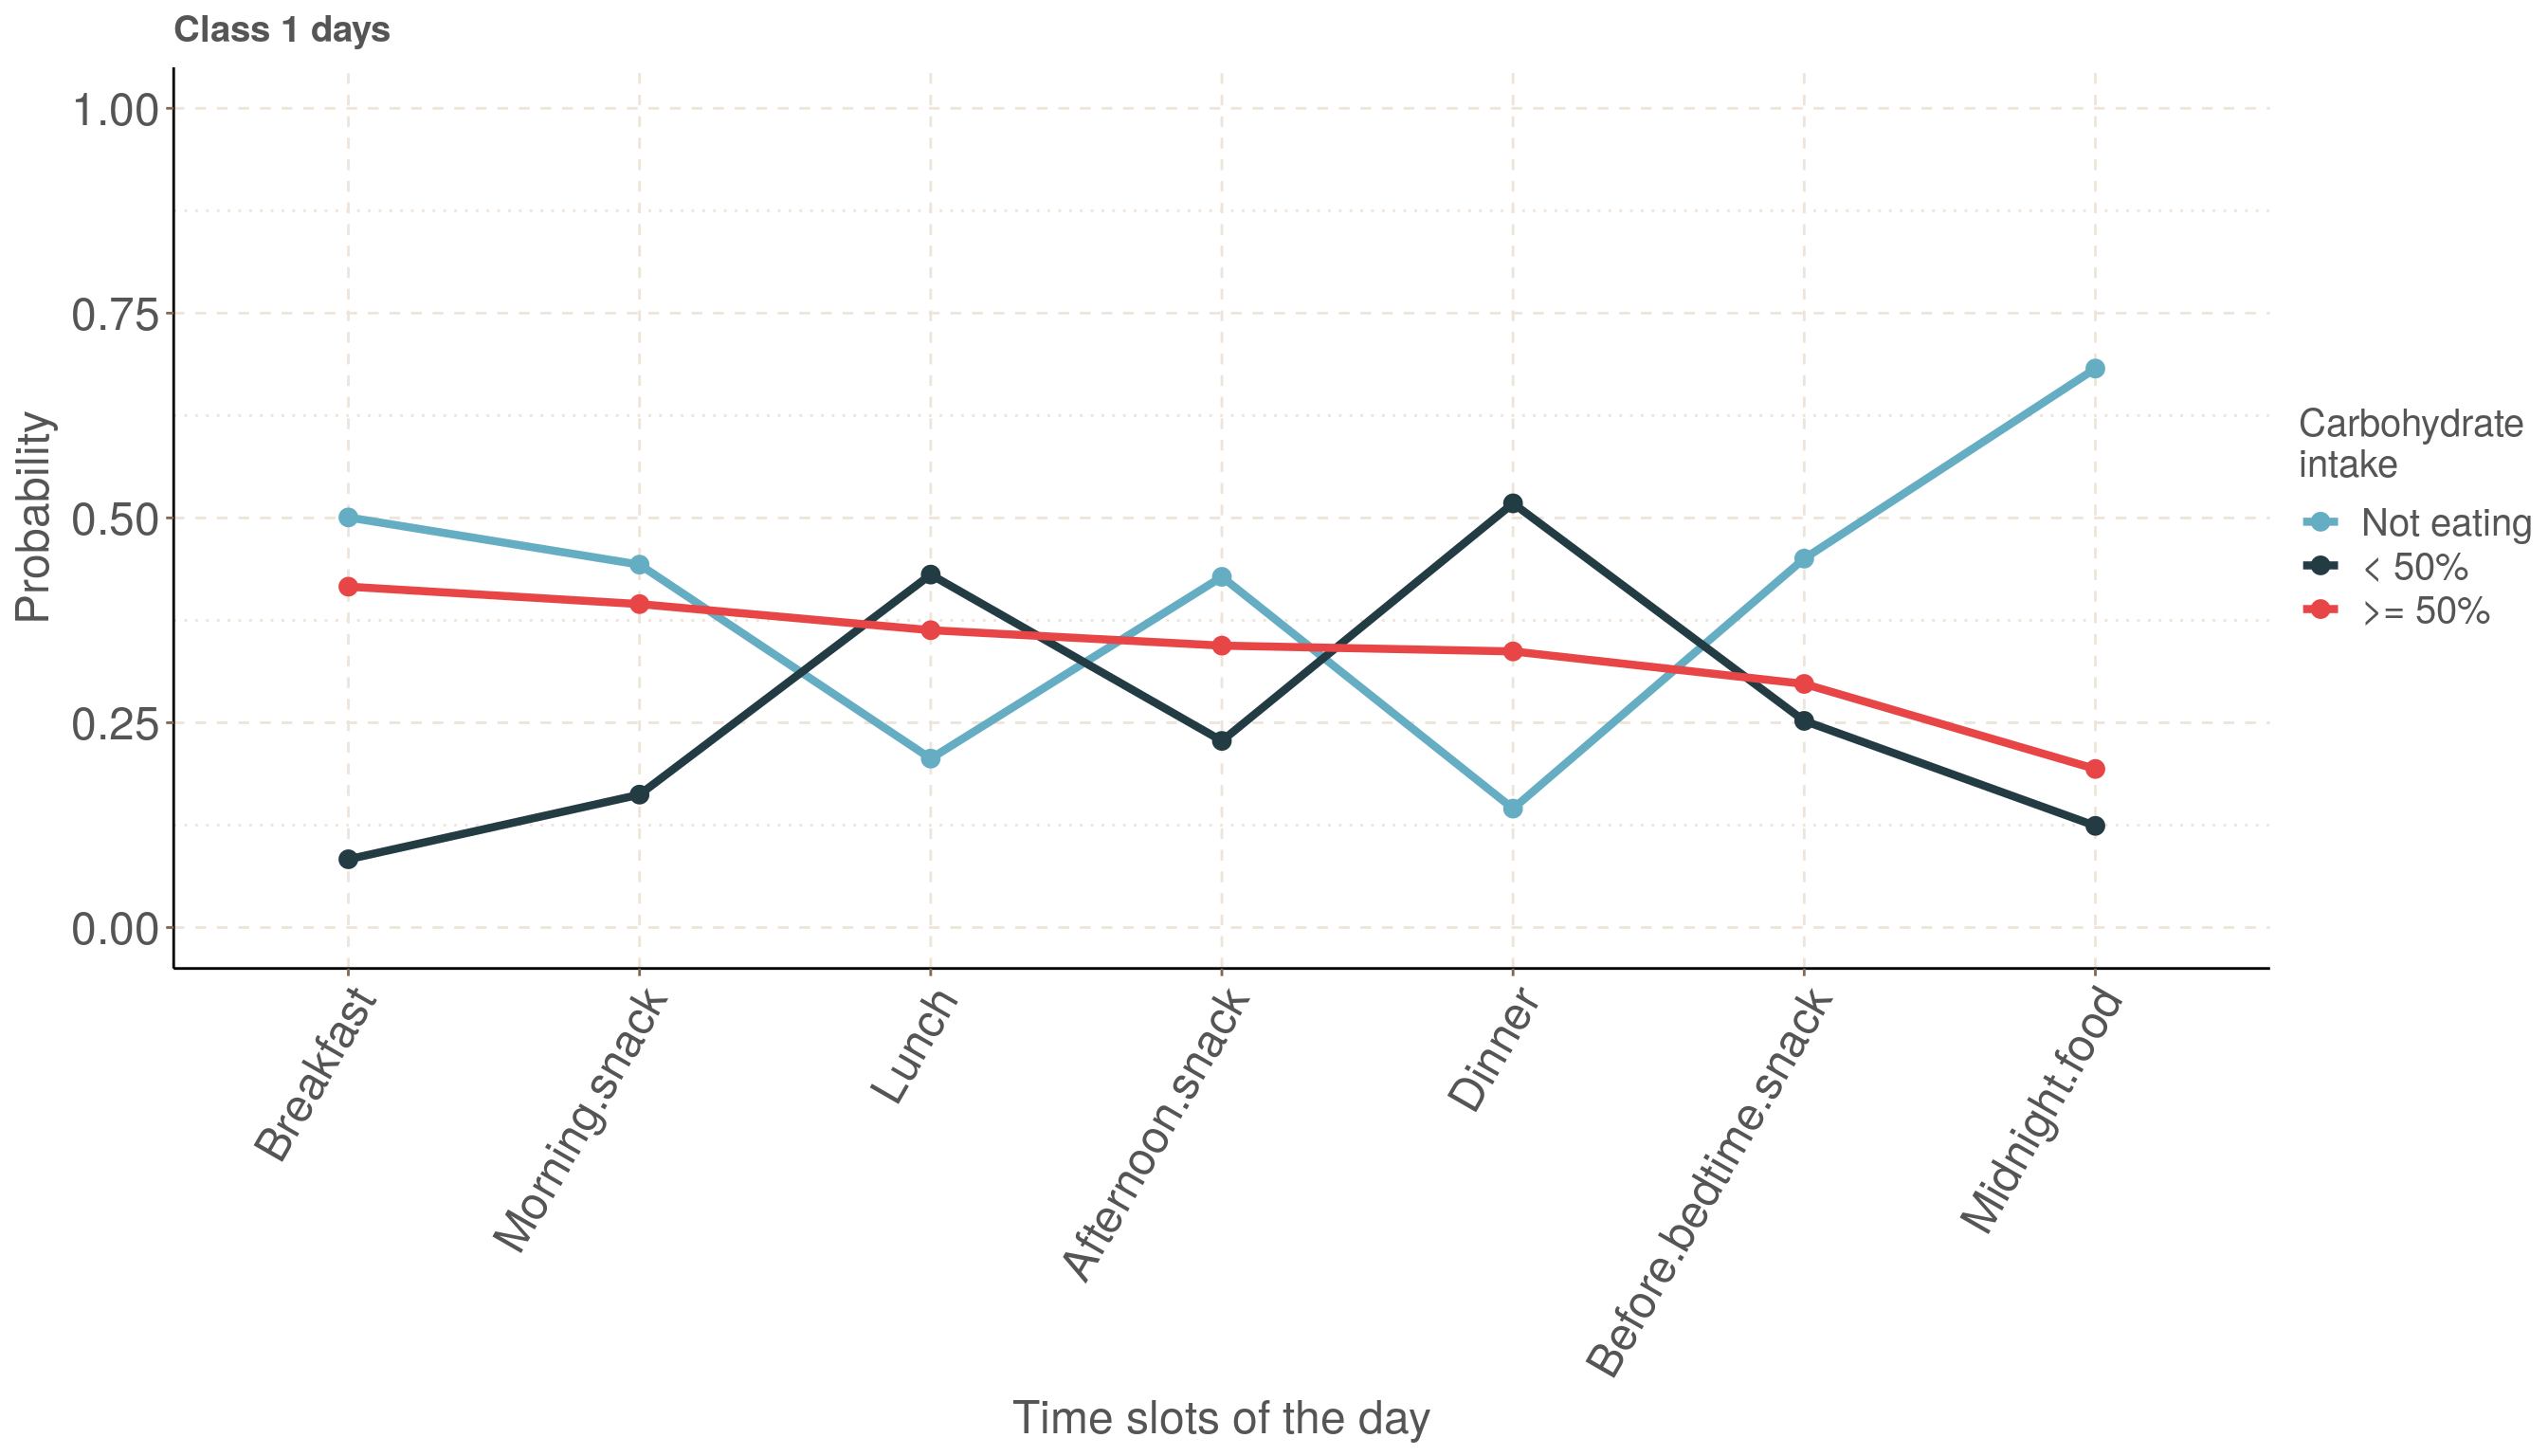 Class 1 days
1.00
0.75
0.50
0.25
0.00
Probability
Breakfast
Morning.snack
Lunch
Afternoon.snack
Dinner
Before.bedtime.snack
Midnight.food
Time slots of the day
Carbohydrate
intake
Not eating
< 50%
>= 50%